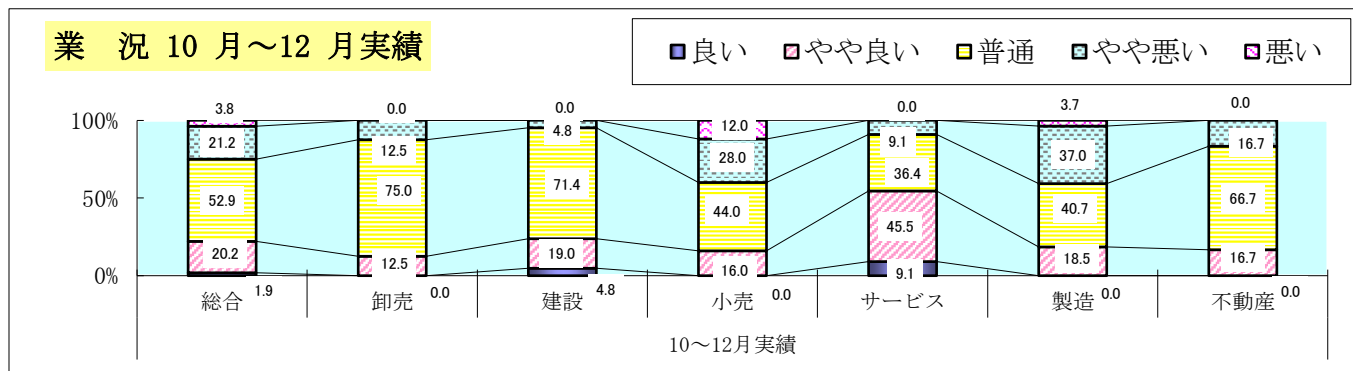 業 況 10 月～12 月実績
良い やや良い 普通 やや悪い 悪い
3.8 0.0 0.0 12.0 0.0 3.7 0.0
100%
21.2 12.5 4.8 28.0 9.1 37.0 16.7
52.9 75.0 71.4 44.0 36.4 40.7 66.7
50%
20.2 12.5 19.0 16.0 45.5 18.5 16.7
0%
1.9 0.0 4.8 0.0 9.1 0.0 0.0
総合 卸売 建設 小売 サービス 製造 不動産
10～12月実績